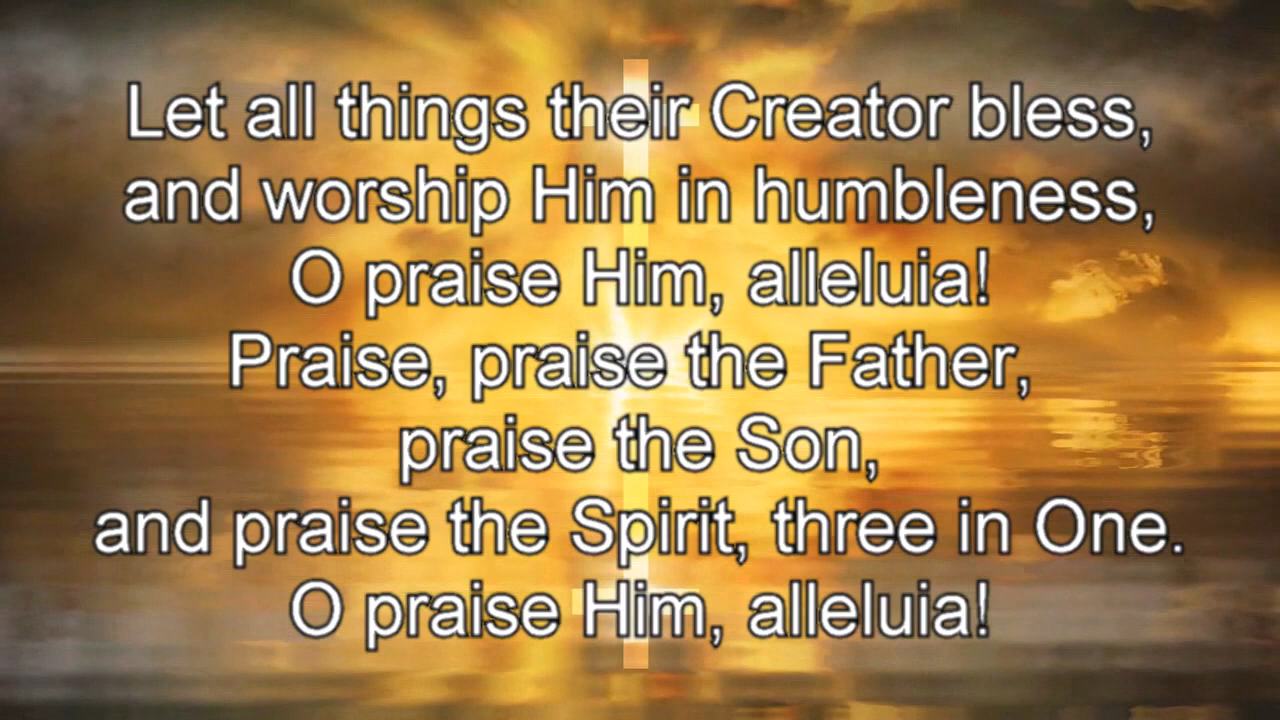 Let all things their Creator bless,
and worship Him in humbleness,
O praise Him, alleluia!
Praise, praise the Father,
praise the Son,
and praise the Spirit, three in One.
O praise Him, alleluia!